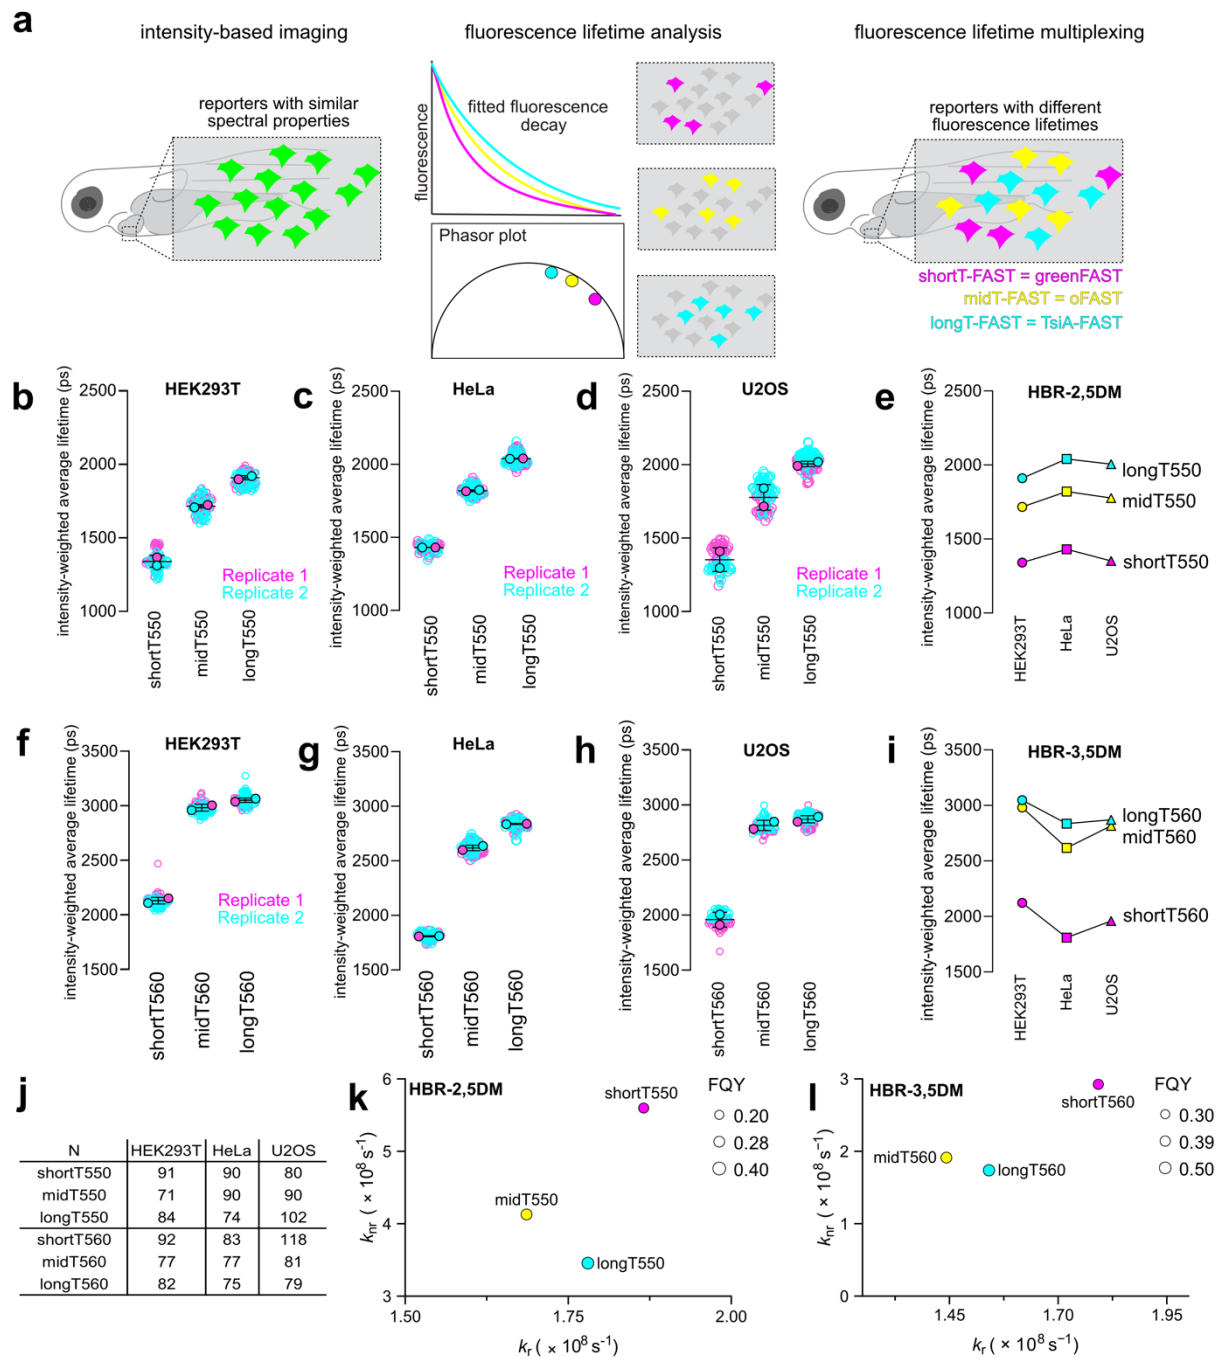 a
intensity-based imaging
fluorescence lifetime analysis
fluorescence lifetime multiplexing
reporters with similar
spectral properties
fluorescence
fitted fluorescence
decay
Phasor plot
reporters with different
fluorescence lifetimes
shortT-FAST = greenFAST
midT-FAST = oFAST
longT-FAST = TsiA-FAST
b
HEK293T
intensity-weighted average lifetime (ps)
2500
2000
1500
1000
Replicate 1
Replicate 2
shortT550
midT550
longT550
c
HeLa
intensity-weighted average lifetime (ps)
2500
2000
1500
1000
shortT550
midT550
longT550
d
U2OS
intensity-weighted average lifetime (ps)
2500
2000
1500
1000
Replicate 1
Replicate 2
shortT550
midT550
longT550
e
HBR-2,5DM
intensity-weighted average lifetime (ps)
2500
2000
1500
1000
longT550
midT550
shortT550
HEK293T
HeLa
U2OS
f
HEK293T
intensity-weighted average lifetime (ps)
3500
3000
2500
2000
1500
Replicate 1
Replicate 2
shortT560
midT560
longT560
g
HeLa
intensity-weighted average lifetime (ps)
3500
3000
2500
2000
1500
shortT560
midT560
longT560
h
U2OS
intensity-weighted average lifetime (ps)
3500
3000
2500
2000
1500
shortT560
midT560
longT560
i
HBR-3,5DM
intensity-weighted average lifetime (ps)
3500
3000
2500
2000
1500
longT560
midT560
shortT560
HEK293T
HeLa
U2OS
j
N HEK293T HeLa U2OS
shortT550 91 90 80
midT550 71 90 90
longT550 84 74 102
shortT560 92 83 118
midT560 77 77 81
longT560 82 75 79
k
HBR-2,5DM
6
5
4
3
knr ( × 10⁸ s⁻¹)
shortT550
midT550
longT550
FQY
0.20
0.28
0.40
1.50 1.75 2.00
kr ( × 10⁸ s⁻¹)
l
HBR-3,5DM
3
2
1
0
knr ( × 10⁸ s⁻¹)
shortT560
midT560
longT560
FQY
0.30
0.39
0.50
1.45 1.70 1.95
kr ( × 10⁸ s⁻¹)